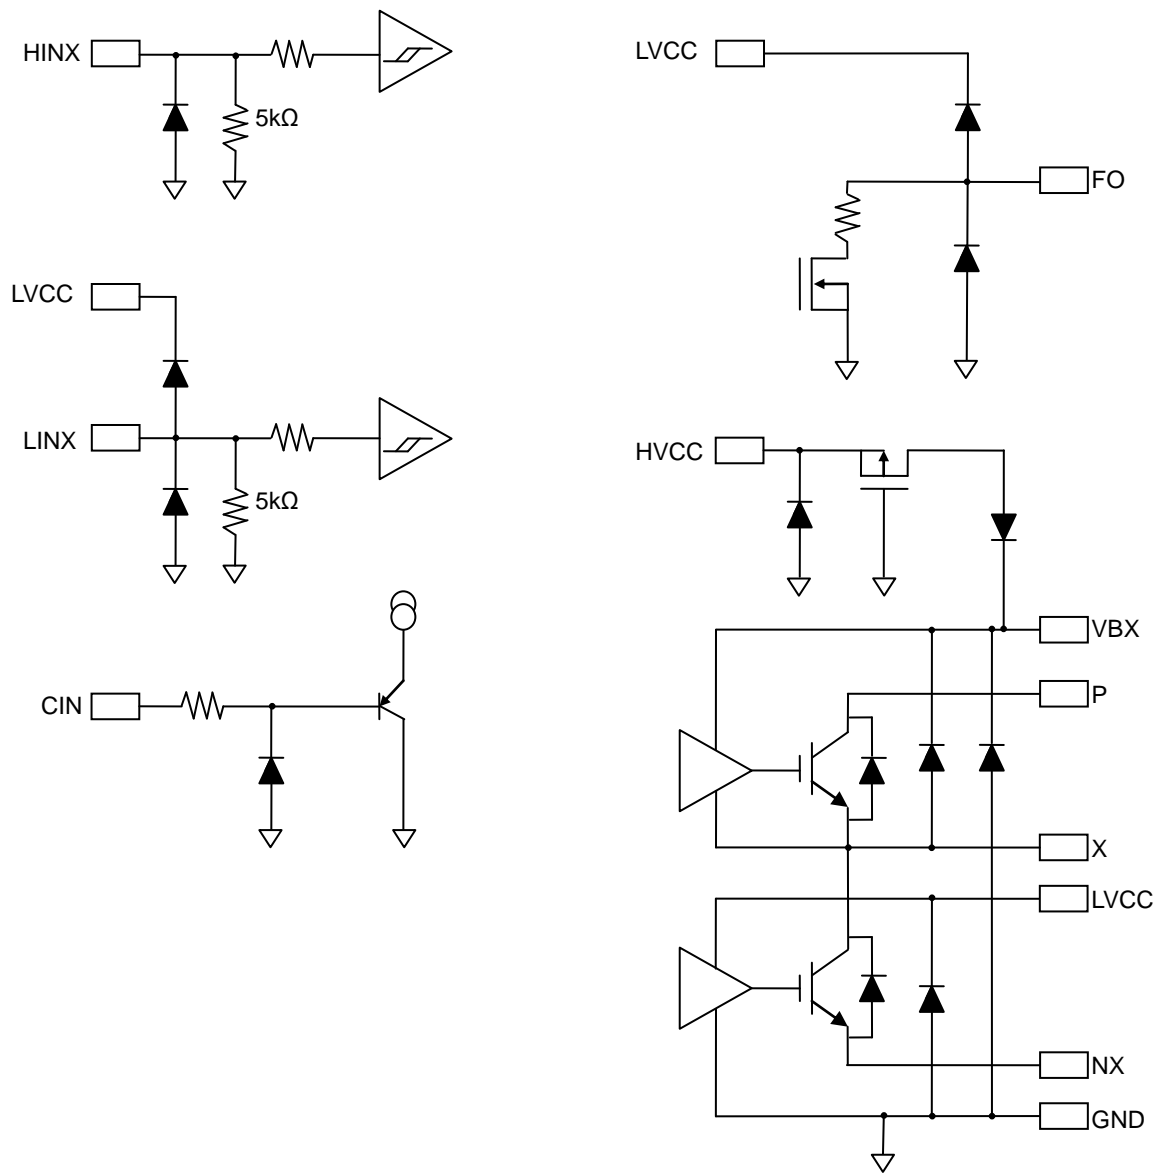 HINX
5kΩ
LVCC
LINX
5kΩ
CIN
LVCC
FO
HVCC
VBX
P
X
LVCC
NX
GND